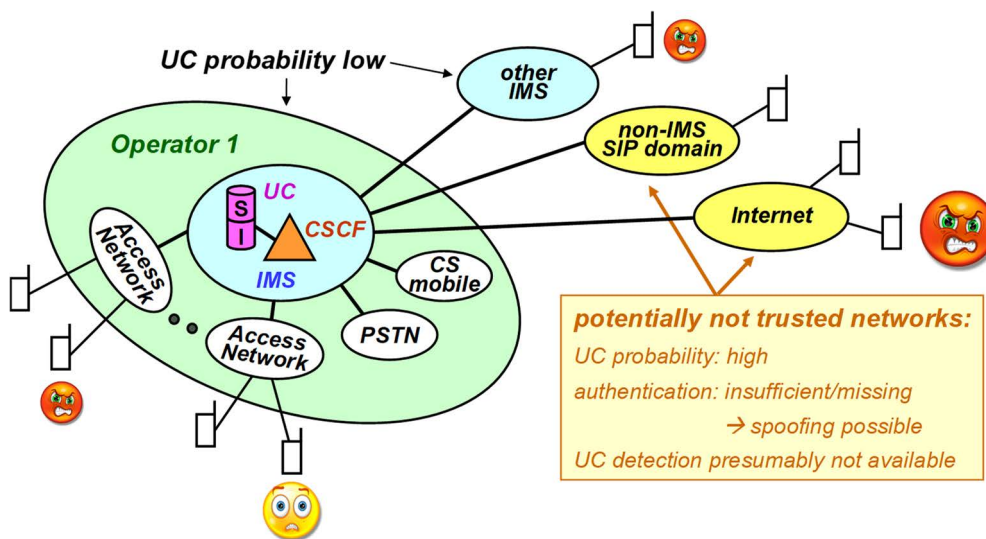 UC probability low
other
IMS
non-IMS
SIP domain
Internet
Operator 1
UC
S
I
CSCF
IMS
Access
Network
CS
mobile
PSTN
Access
Network
potentially not trusted networks:
UC probability: high
authentication: insufficient/missing
→ spoofing possible
UC detection presumably not available